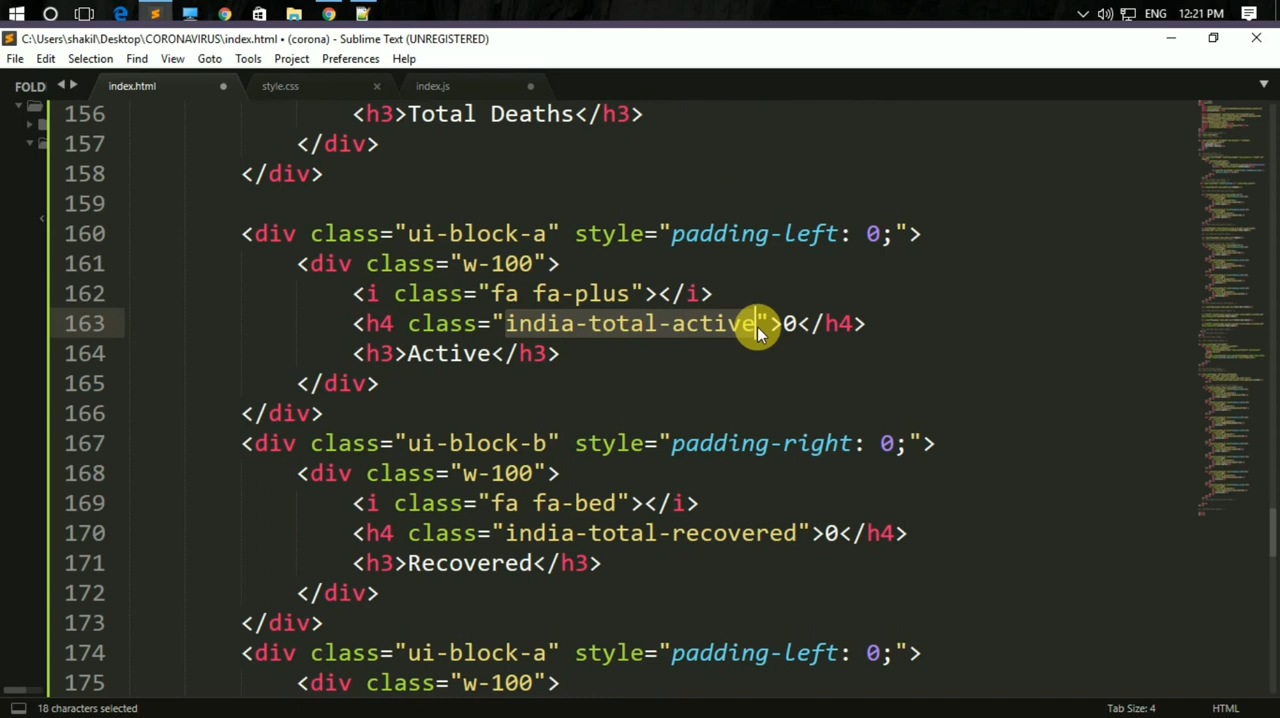 ENG 12:21 PM
C:\Users\shakil\Desktop\CORONAVIRUS\index.html • (corona) - Sublime Text (UNREGISTERED)
File Edit Selection Find View Goto Tools Project Preferences Help
FOLD index.html style.css index.js
156 <h3>Total Deaths</h3>
157 </div>
158 </div>
159
160 <div class="ui-block-a" style="padding-left: 0;">
161 <div class="w-100">
162 <i class="fa fa-plus"></i>
163 <h4 class="india-total-active">0</h4>
164 <h3>Active</h3>
165 </div>
166 </div>
167 <div class="ui-block-b" style="padding-right: 0;">
168 <div class="w-100">
169 <i class="fa fa-bed"></i>
170 <h4 class="india-total-recovered">0</h4>
171 <h3>Recovered</h3>
172 </div>
173 </div>
174 <div class="ui-block-a" style="padding-left: 0;">
175 <div class="w-100">
18 characters selected Tab Size: 4 HTML